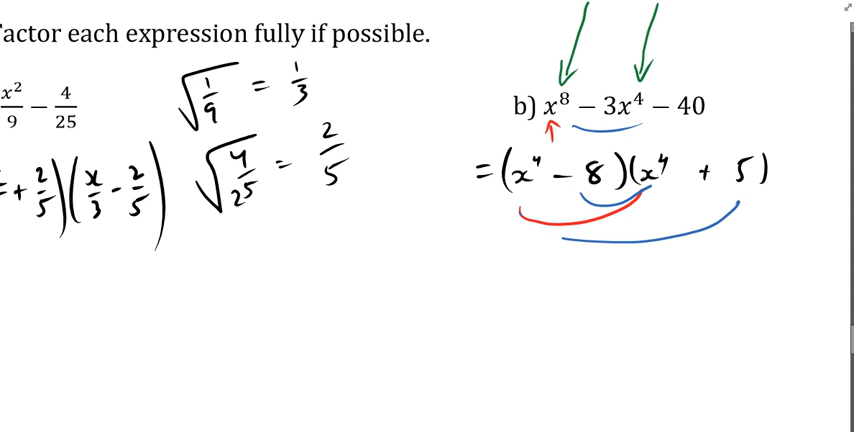 actor each expression fully if possible.
x²/9 − 4/25
√(1/9) = 1/3
b) x⁸ − 3x⁴ − 40
+ 2/5)(x/3 - 2/5)
√(4/25) = 2/5
= (x⁴ − 8)(x⁴ + 5)